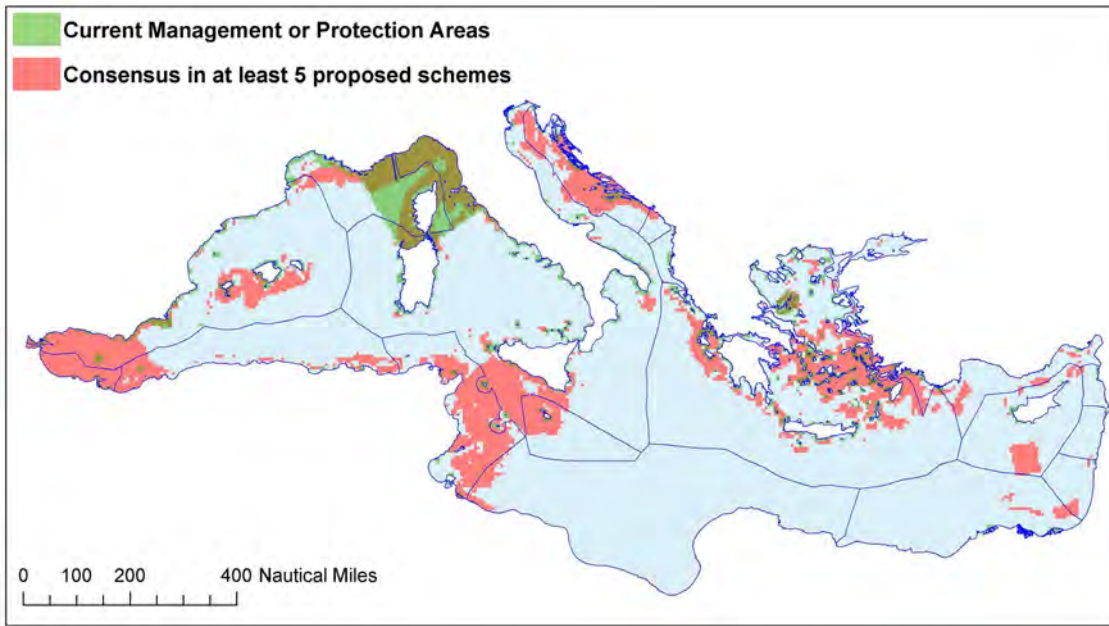 Current Management or Protection Areas
Consensus in at least 5 proposed schemes
0 100 200 400 Nautical Miles